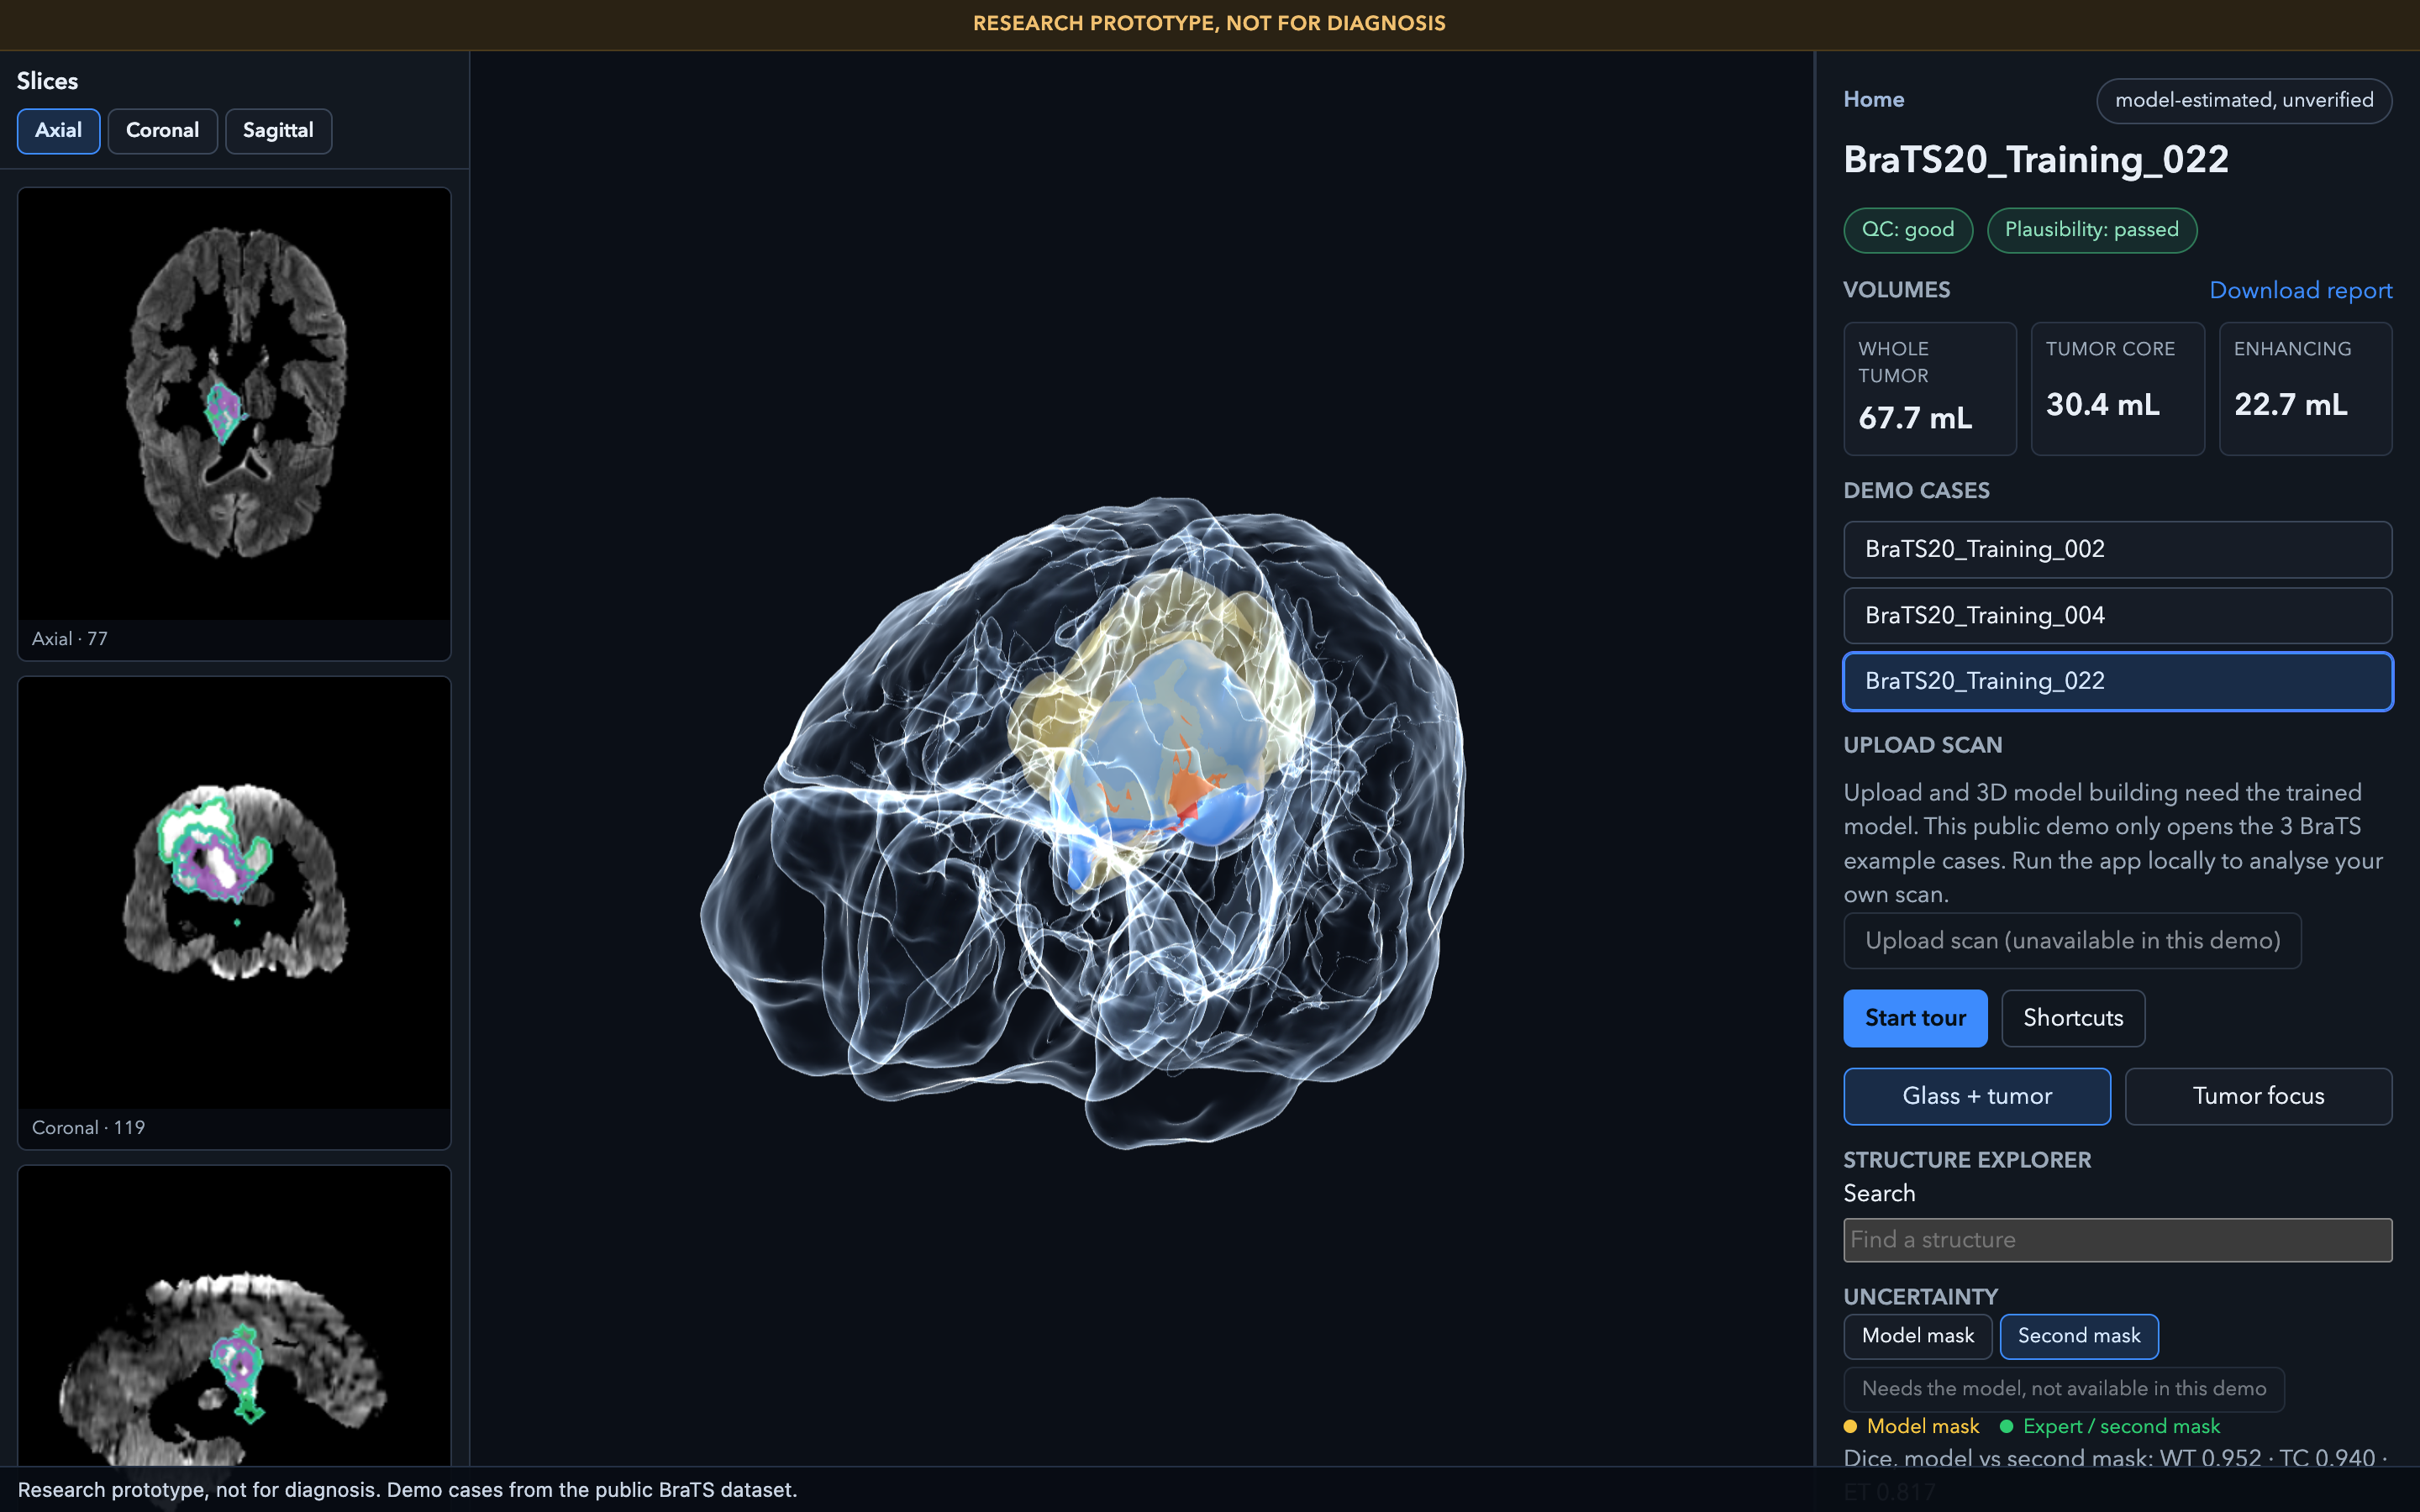 RESEARCH PROTOTYPE, NOT FOR DIAGNOSIS
Slices
Axial
Coronal
Sagittal
Axial · 77
Coronal · 119
Home
model-estimated, unverified
BraTS20_Training_022
QC: good
Plausibility: passed
VOLUMES
Download report
WHOLE
TUMOR
67.7 mL
TUMOR CORE
30.4 mL
ENHANCING
22.7 mL
DEMO CASES
BraTS20_Training_002
BraTS20_Training_004
BraTS20_Training_022
UPLOAD SCAN
Upload and 3D model building need the trained
model. This public demo only opens the 3 BraTS
example cases. Run the app locally to analyse your
own scan.
Upload scan (unavailable in this demo)
Start tour
Shortcuts
Glass + tumor
Tumor focus
STRUCTURE EXPLORER
Search
Find a structure
UNCERTAINTY
Model mask
Second mask
Needs the model, not available in this demo
Model mask
Expert / second mask
Dice, model vs second mask: WT 0.952 · TC 0.940 ·
ET 0.817
Research prototype, not for diagnosis. Demo cases from the public BraTS dataset.